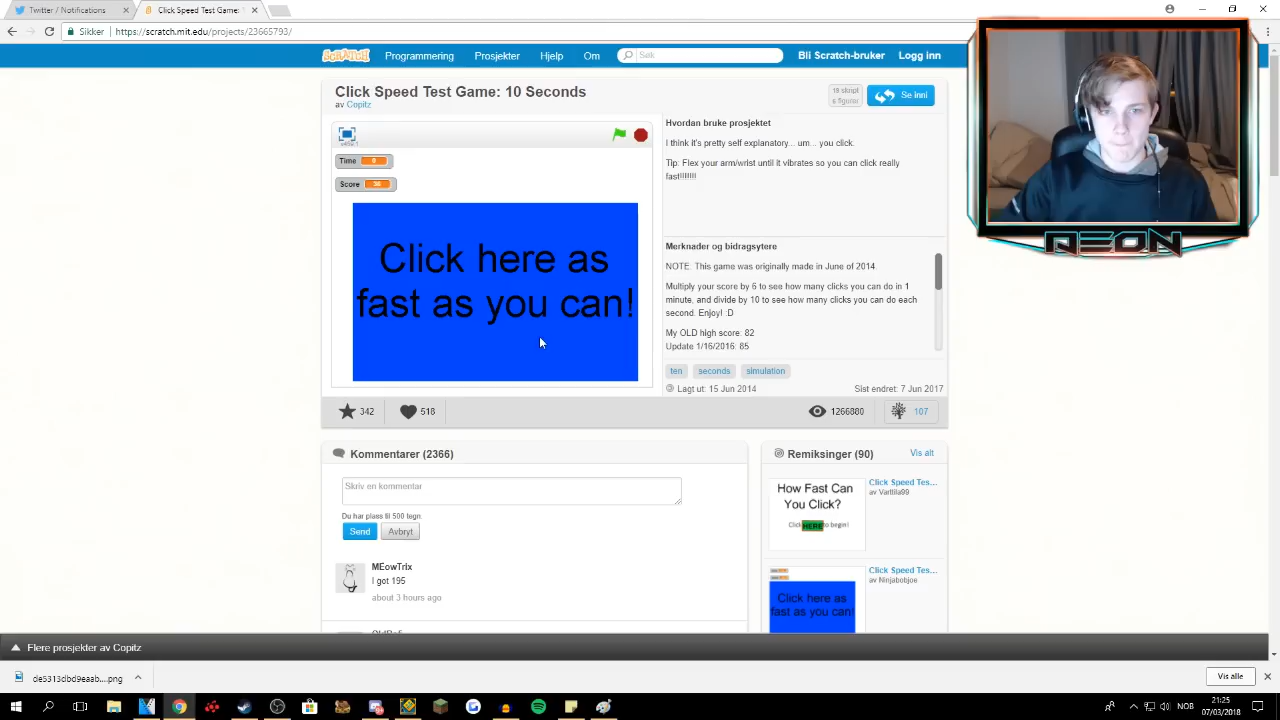 Twitter / Notifications
Click Speed Test Game:
Sikker
https://scratch.mit.edu/projects/23665793/
SCRATCH
Programmering
Prosjekter
Hjelp
Om
Søk
Bli Scratch-bruker
Logg inn
Click Speed Test Game: 10 Seconds
av Copitz
Se inni
Time 0
Score
Click here as
fast as you can!
Hvordan bruke prosjektet
I think it's pretty self explanatory... um... you click.
Tip: Flex your arm/wrist until it vibrates so you can click really
fast!!!!!!!
Merknader og bidragsytere
NOTE: This game was originally made in June of 2014.
Multiply your score by 6 to see how many clicks you can do in 1
minute, and divide by 10 to see how many clicks you can do each
second. Enjoy! :D
My OLD high score: 82
Update 1/16/2016: 85
ten
seconds
simulation
Lagt ut: 15 Jun 2014
Sist endret: 7 Jun 2017
342
518
1266880
107
Kommentarer (2366)
Skriv en kommentar
Du har plass til 500 tegn
Send
Avbryt
MEowTrix
I got 195
about 3 hours ago
Remiksinger (90)
Vis alt
How Fast Can
You Click?
Click HERE to begin!
Click Speed Tes...
av Vartila99
Click here as
fast as you can!
Click Speed Tes...
av Ninjabobjoe
Flere prosjekter av Copitz
de5313dbd9eaab....png
Vis alle
NOB
21:25
07/03/2018
AEON